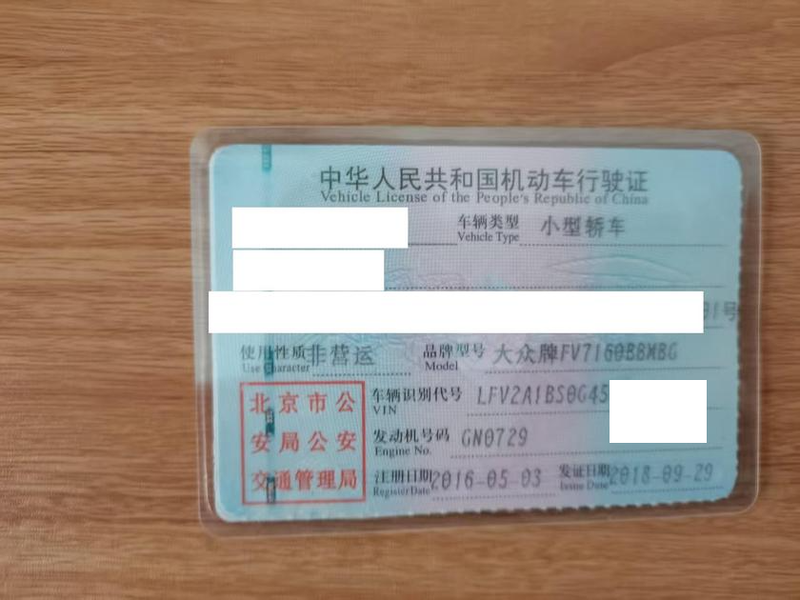 中华人民共和国机动车行驶证
Vehicle License of the People's Republic of China
车辆类型 小型轿车
Vehicle Type
号
使用性质 非营运 品牌型号 大众牌FV7160BBMBG
Use Character Model
北京市公安局公安交通管理局
车辆识别代号 LFV2A1BS0G45
VIN
发动机号码 GN0729
Engine No.
注册日期 2016-05-03 发证日期 2018-09-29
Register Date Issue Date